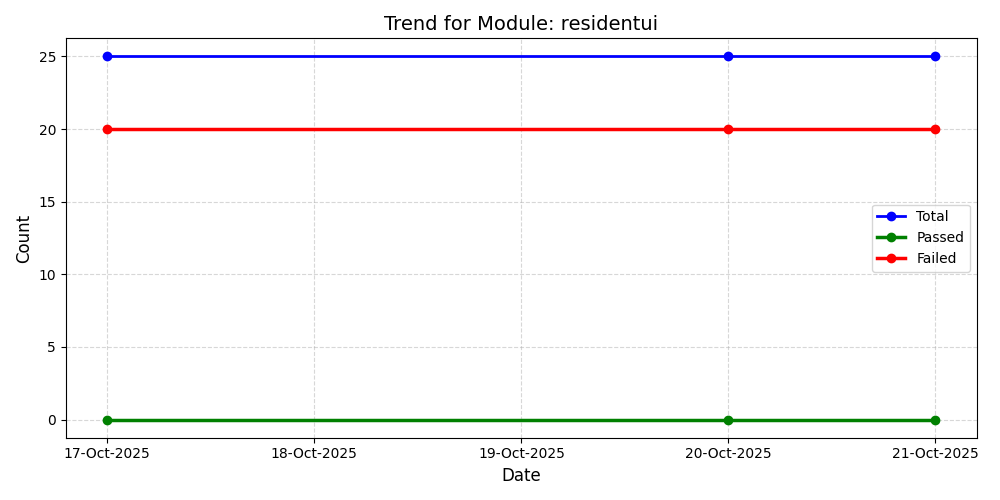 Trend for Module: residentui
Count
25
20
15
10
5
0
Total
Passed
Failed
17-Oct-2025
18-Oct-2025
19-Oct-2025
20-Oct-2025
21-Oct-2025
Date